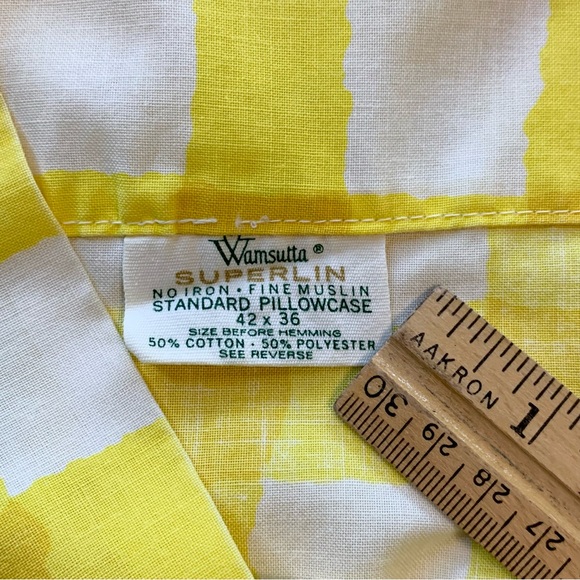 Wamsutta ®
SUPERLIN
NO IRON · FINE MUSLIN
STANDARD PILLOWCASE
42 x 36
SIZE BEFORE HEMMING
50% COTTON · 50% POLYESTER
SEE REVERSE
AAKRON
1
30
29
28
27